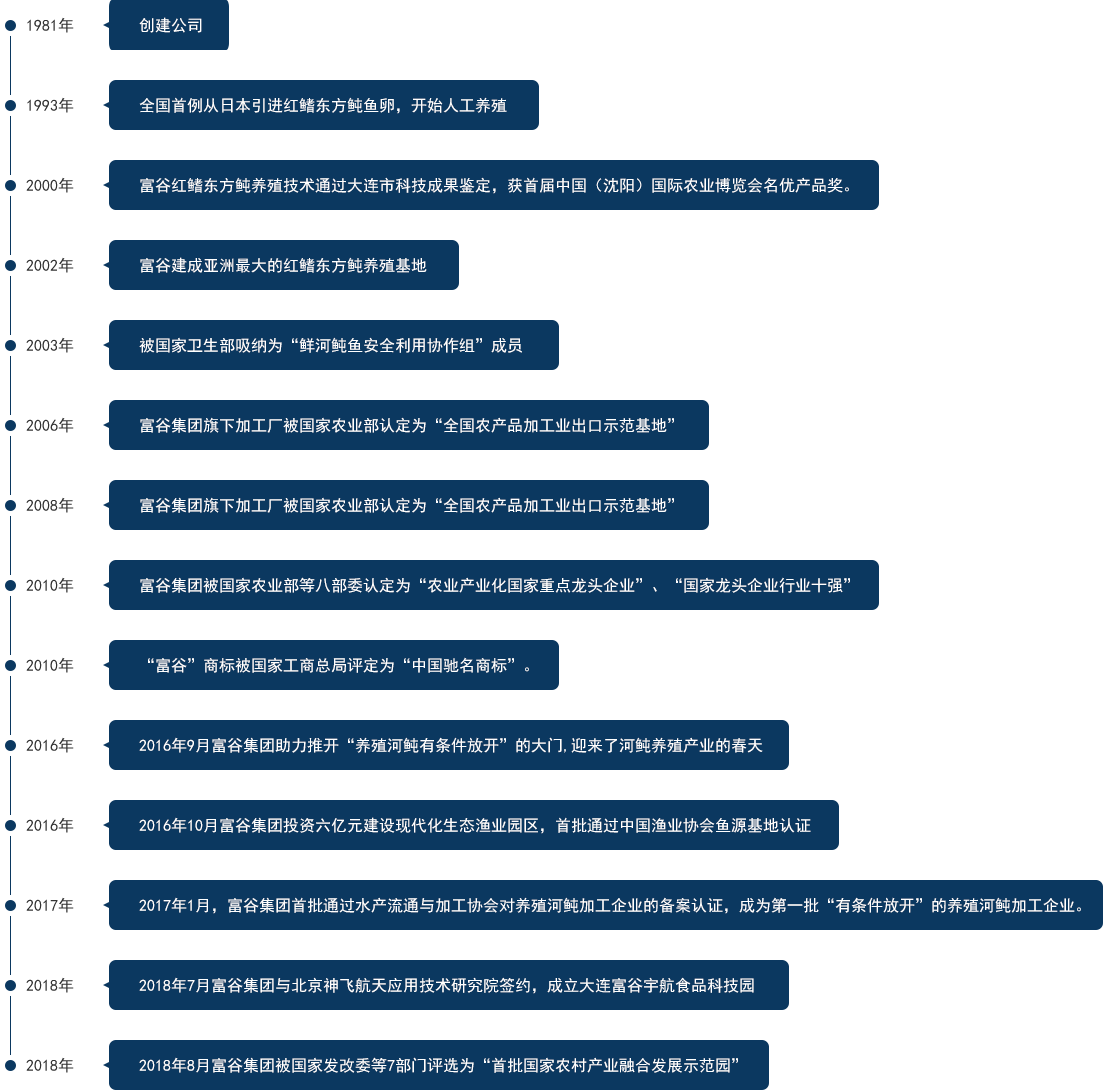 1981年 创建公司
1993年 全国首例从日本引进红鳍东方鲀鱼卵，开始人工养殖
2000年 富谷红鳍东方鲀养殖技术通过大连市科技成果鉴定，获首届中国（沈阳）国际农业博览会名优产品奖。
2002年 富谷建成亚洲最大的红鳍东方鲀养殖基地
2003年 被国家卫生部吸纳为“鲜河鲀鱼安全利用协作组”成员
2006年 富谷集团旗下加工厂被国家农业部认定为“全国农产品加工业出口示范基地”
2008年 富谷集团旗下加工厂被国家农业部认定为“全国农产品加工业出口示范基地”
2010年 富谷集团被国家农业部等八部委认定为“农业产业化国家重点龙头企业”、“国家龙头企业行业十强”
2010年 “富谷”商标被国家工商总局评定为“中国驰名商标”。
2016年 2016年9月富谷集团助力推开“养殖河鲀有条件放开”的大门,迎来了河鲀养殖产业的春天
2016年 2016年10月富谷集团投资六亿元建设现代化生态渔业园区，首批通过中国渔业协会鱼源基地认证
2017年 2017年1月，富谷集团首批通过水产流通与加工协会对养殖河鲀加工企业的备案认证，成为第一批“有条件放开”的养殖河鲀加工企业。
2018年 2018年7月富谷集团与北京神飞航天应用技术研究院签约，成立大连富谷宇航食品科技园
2018年 2018年8月富谷集团被国家发改委等7部门评选为“首批国家农村产业融合发展示范园”